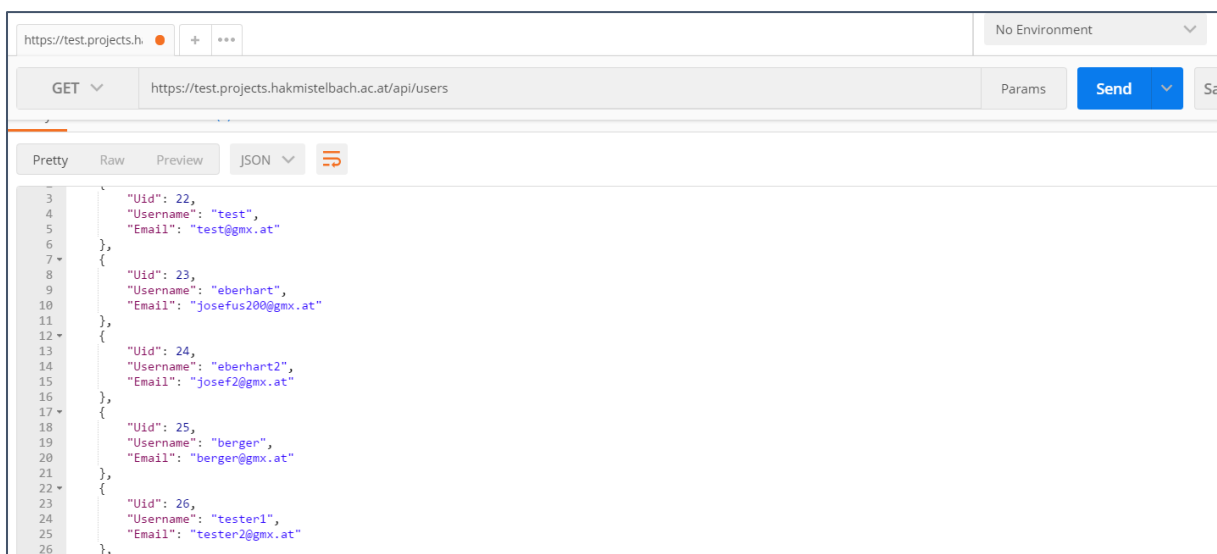 https://test.projects.h
+
•••
No Environment
GET
https://test.projects.hakmistelbach.ac.at/api/users
Params
Send
Sa
Pretty Raw Preview JSON
3 "Uid": 22,
4 "Username": "test",
5 "Email": "test@gmx.at"
6 },
7 {
8 "Uid": 23,
9 "Username": "eberhart",
10 "Email": "josefus200@gmx.at"
11 },
12 {
13 "Uid": 24,
14 "Username": "eberhart2",
15 "Email": "josef2@gmx.at"
16 },
17 {
18 "Uid": 25,
19 "Username": "berger",
20 "Email": "berger@gmx.at"
21 },
22 {
23 "Uid": 26,
24 "Username": "tester1",
25 "Email": "tester2@gmx.at"
26 },